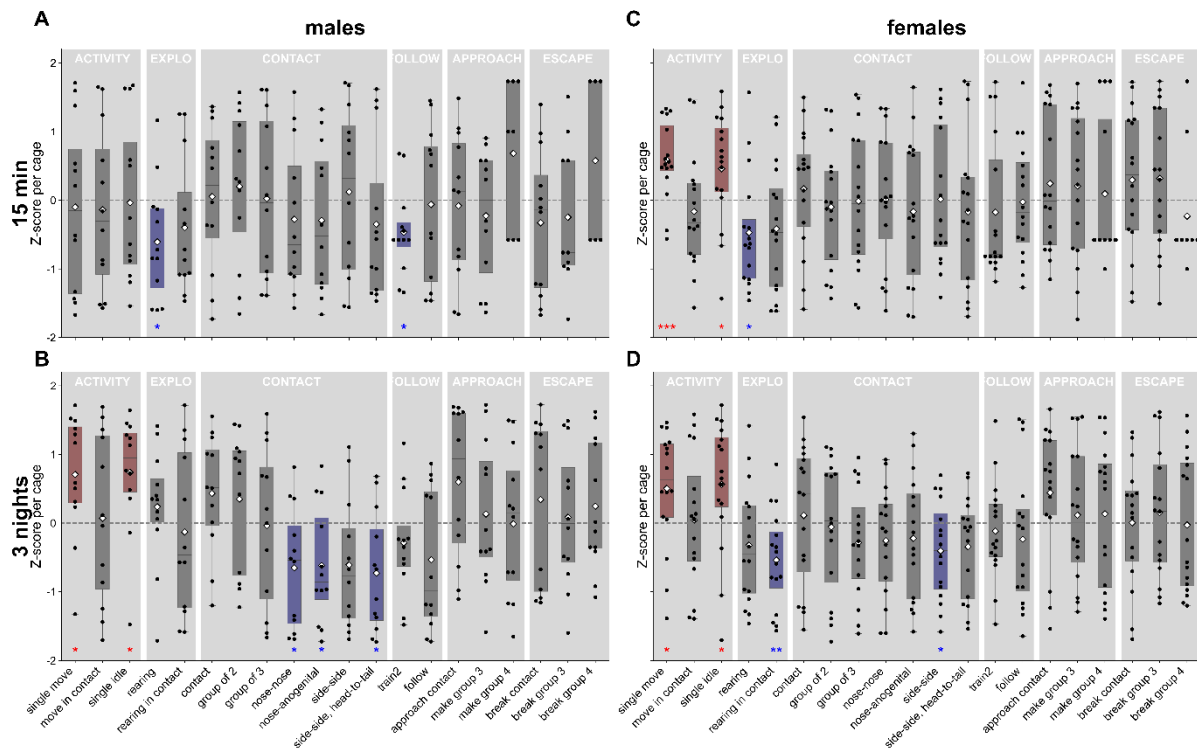 A
males
C
females
15 min
Z-score per cage
2
1
0
-1
-2
ACTIVITY
EXPLO
CONTACT
OLLOW
APPROACH
ESCAPE
*
*
ACTIVITY
EXPLO
CONTACT
OLLOW
APPROACH
ESCAPE
***
*
*
B
D
3 nights
Z-score per cage
2
1
0
-1
-2
ACTIVITY
EXPLO
CONTACT
OLLOW
APPROACH
ESCAPE
*
*
*
*
*
ACTIVITY
EXPLO
CONTACT
OLLOW
APPROACH
ESCAPE
*
*
**
*
single move
move in contact
single idle
rearing
rearing in contact
contact
group of 2
group of 3
nose-nose
nose-anogenital
side-side
side-side, head-to-tail
train2
follow
approach contact
make group 3
make group 4
break contact
break group 3
break group 4
single move
move in contact
single idle
rearing
rearing in contact
contact
group of 2
group of 3
nose-nose
nose-anogenital
side-side
side-side, head-to-tail
train2
follow
approach contact
make group 3
make group 4
break contact
break group 3
break group 4